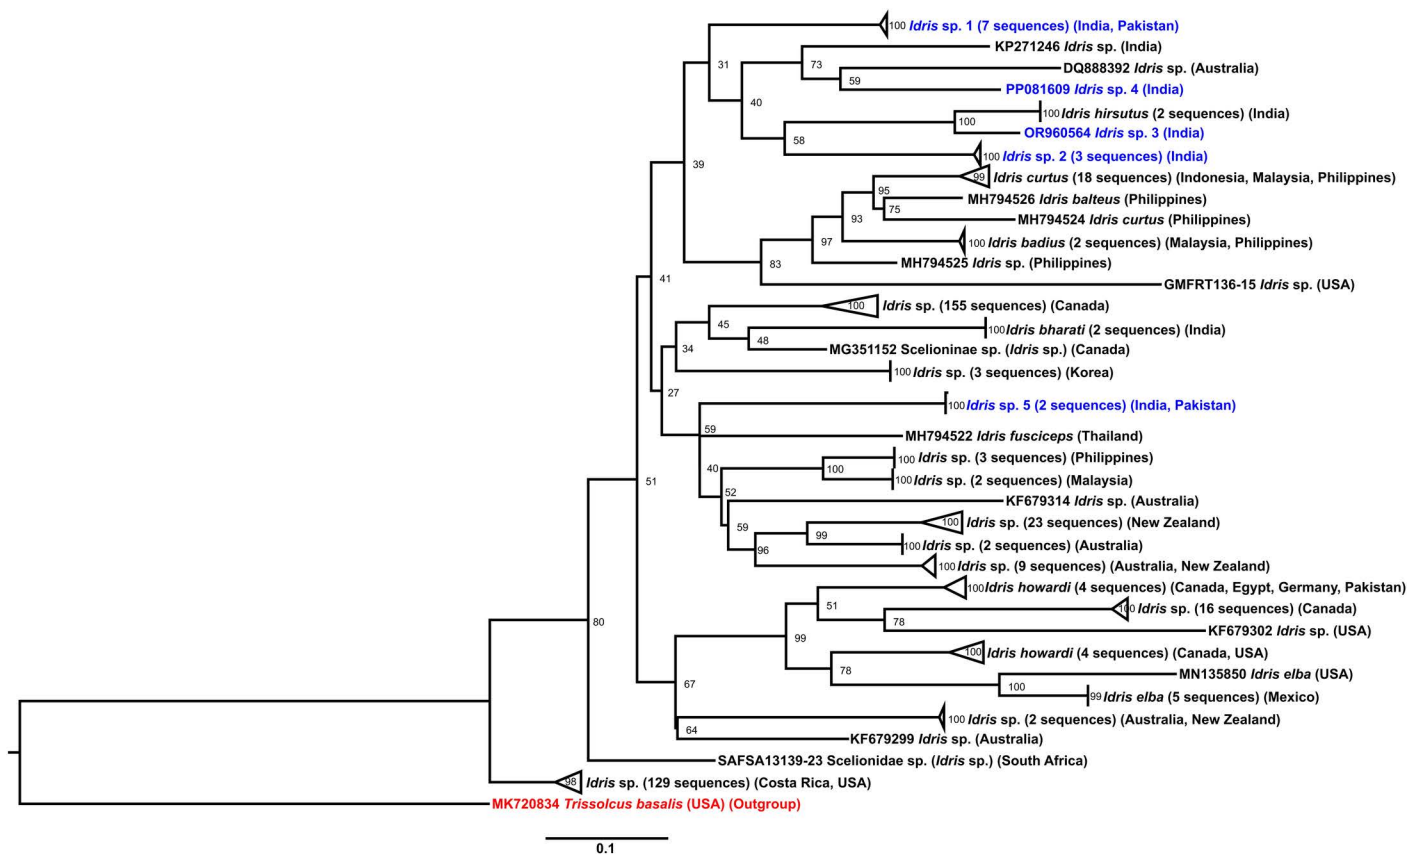 100 Idris sp. 1 (7 sequences) (India, Pakistan)
31
KP271246 Idris sp. (India)
73
DQ888392 Idris sp. (Australia)
59
PP081609 Idris sp. 4 (India)
40
100 Idris hirsutus (2 sequences) (India)
100
OR960564 Idris sp. 3 (India)
58
100 Idris sp. 2 (3 sequences) (India)
39
99 Idris curtus (18 sequences) (Indonesia, Malaysia, Philippines)
95
MH794526 Idris balteus (Philippines)
75
MH794524 Idris curtus (Philippines)
93
100 Idris badius (2 sequences) (Malaysia, Philippines)
97
MH794525 Idris sp. (Philippines)
83
GMFRT136-15 Idris sp. (USA)
41
100 Idris sp. (155 sequences) (Canada)
45
100 Idris bharati (2 sequences) (India)
48
MG351152 Scelioninae sp. (Idris sp.) (Canada)
34
100 Idris sp. (3 sequences) (Korea)
27
100 Idris sp. 5 (2 sequences) (India, Pakistan)
59
MH794522 Idris fusciceps (Thailand)
100 Idris sp. (3 sequences) (Philippines)
40
100
100 Idris sp. (2 sequences) (Malaysia)
51
52
KF679314 Idris sp. (Australia)
100 Idris sp. (23 sequences) (New Zealand)
59
99
100 Idris sp. (2 sequences) (Australia)
96
100 Idris sp. (9 sequences) (Australia, New Zealand)
100 Idris howardi (4 sequences) (Canada, Egypt, Germany, Pakistan)
51
100 Idris sp. (16 sequences) (Canada)
80
78
KF679302 Idris sp. (USA)
99
100 Idris howardi (4 sequences) (Canada, USA)
78
MN135850 Idris elba (USA)
67
100
99 Idris elba (5 sequences) (Mexico)
100 Idris sp. (2 sequences) (Australia, New Zealand)
64
KF679299 Idris sp. (Australia)
SAFSA13139-23 Scelionidae sp. (Idris sp.) (South Africa)
98 Idris sp. (129 sequences) (Costa Rica, USA)
MK720834 Trissolcus basalis (USA) (Outgroup)
0.1